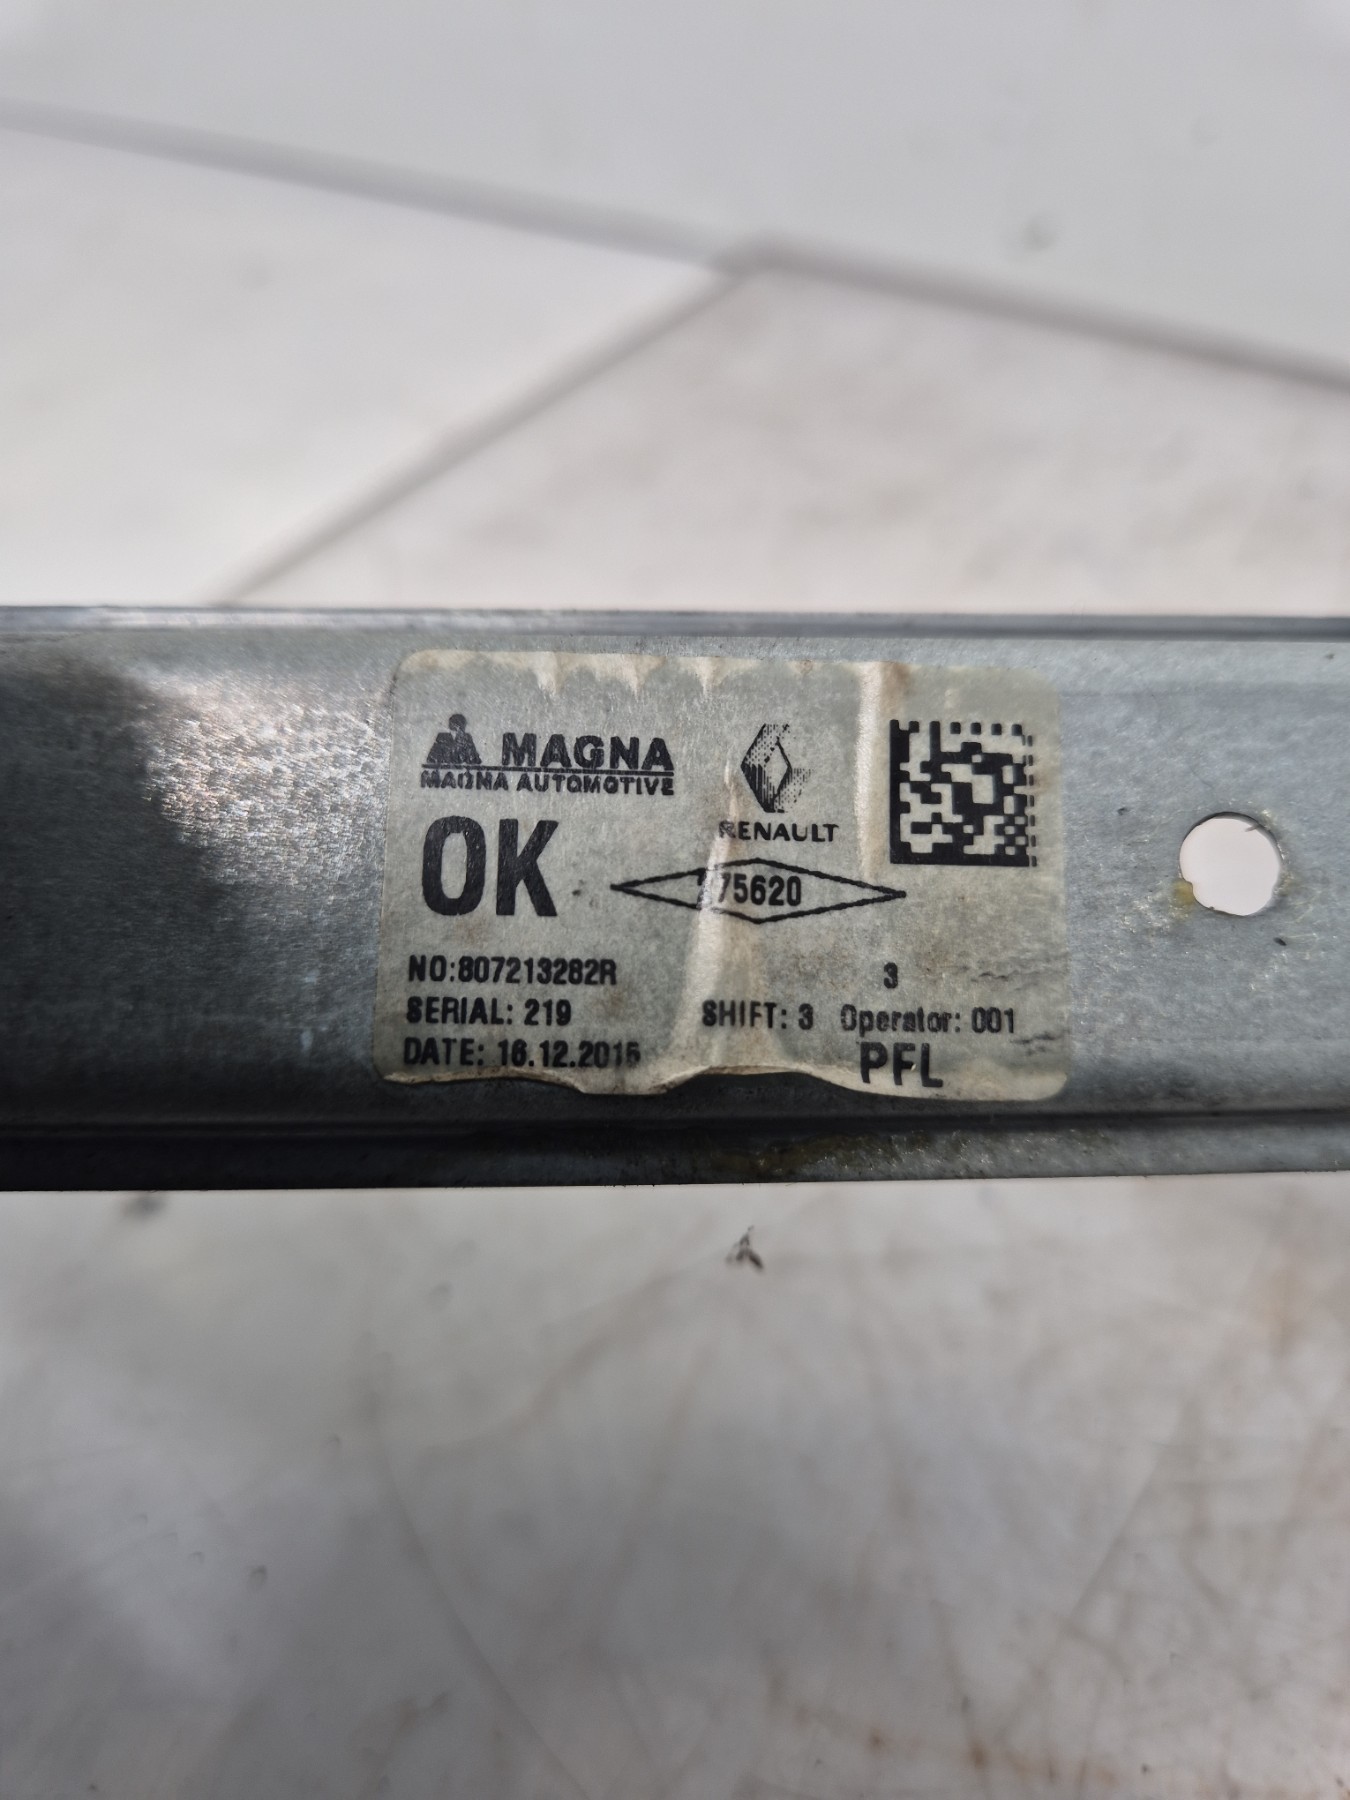 MAGNA
MAGNA AUTOMOTIVE
RENAULT
OK
75620
NO:807213282R
3
SERIAL: 219
SHIFT: 3 Operator: 001
DATE: 16.12.2015
PFL